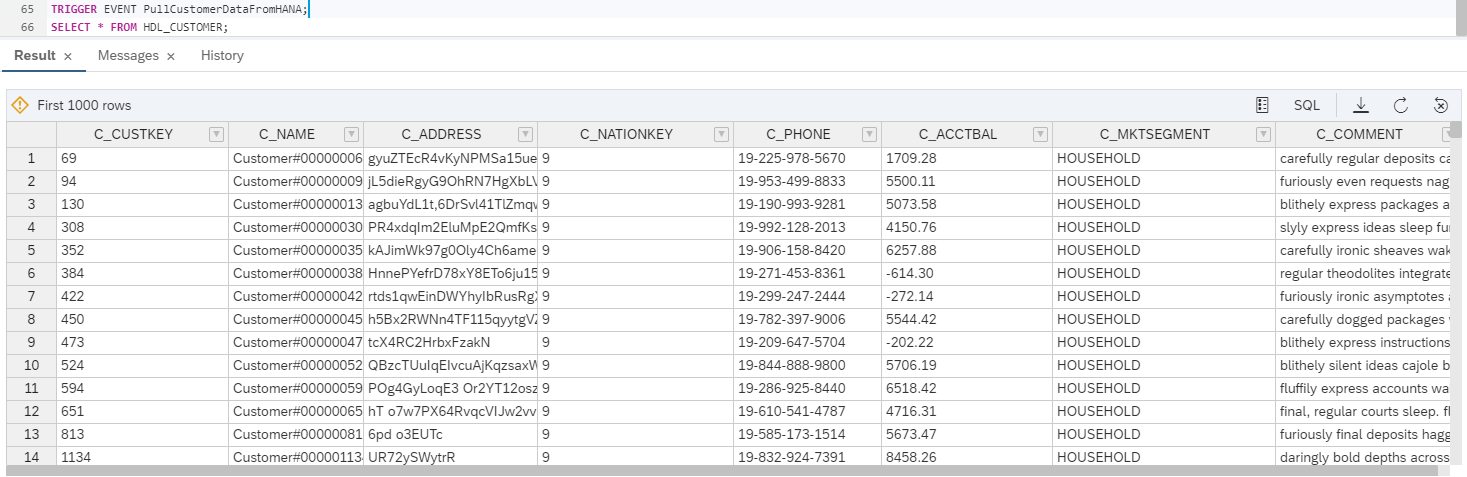 65 TRIGGER EVENT PullCustomerDataFromHANA;
66 SELECT * FROM HDL_CUSTOMER;
Result × Messages × History
First 1000 rows SQL
C_CUSTKEY C_NAME C_ADDRESS C_NATIONKEY C_PHONE C_ACCTBAL C_MKTSEGMENT C_COMMENT
1 69 Customer#00000006 gyuZTEcR4vKyNPMSa15ue 9 19-225-978-5670 1709.28 HOUSEHOLD carefully regular deposits ca
2 94 Customer#00000009 jL5dieRgyG9OhRN7HgXbL 9 19-953-499-8833 5500.11 HOUSEHOLD furiously even requests nag
3 130 Customer#00000013 agbuYdL1t,6DrSvl41TlZmq 9 19-190-993-9281 5073.58 HOUSEHOLD blithely express packages a
4 308 Customer#00000030 PR4xdqIm2EluMpE2QmfKs 9 19-992-128-2013 4150.76 HOUSEHOLD slyly express ideas sleep fu
5 352 Customer#00000035 kAJimWk97g0Oly4Ch6ame 9 19-906-158-8420 6257.88 HOUSEHOLD carefully ironic sheaves wak
6 384 Customer#00000038 HnnePYefrD78xY8ETo6ju15 9 19-271-453-8361 -614.30 HOUSEHOLD regular theodolites integrate
7 422 Customer#00000042 rtds1qwEinDWYhyIbRusRg 9 19-299-247-2444 -272.14 HOUSEHOLD furiously ironic asymptotes
8 450 Customer#00000045 h5Bx2RWNn4TF115qyytgV 9 19-782-397-9006 5544.42 HOUSEHOLD carefully dogged packages
9 473 Customer#00000047 tcX4RC2HrbxFzakN 9 19-209-647-5704 -202.22 HOUSEHOLD blithely express instructions
10 524 Customer#00000052 QBzcTUuIqEIvcuAjKqzsaxW 9 19-844-888-9800 5706.19 HOUSEHOLD blithely silent ideas cajole b
11 594 Customer#00000059 POg4GyLoqE3 Or2YT12osz 9 19-286-925-8440 6518.42 HOUSEHOLD fluffily express accounts wa
12 651 Customer#00000065 hT o7w7PX64RvqcVIJw2vv 9 19-610-541-4787 4716.31 HOUSEHOLD final, regular courts sleep. fl
13 813 Customer#00000081 6pd o3EUTc 9 19-585-173-1514 5673.47 HOUSEHOLD furiously final deposits hagg
14 1134 Customer#00000113 UR72ySWytrR 9 19-832-924-7391 8458.26 HOUSEHOLD daringly bold depths across